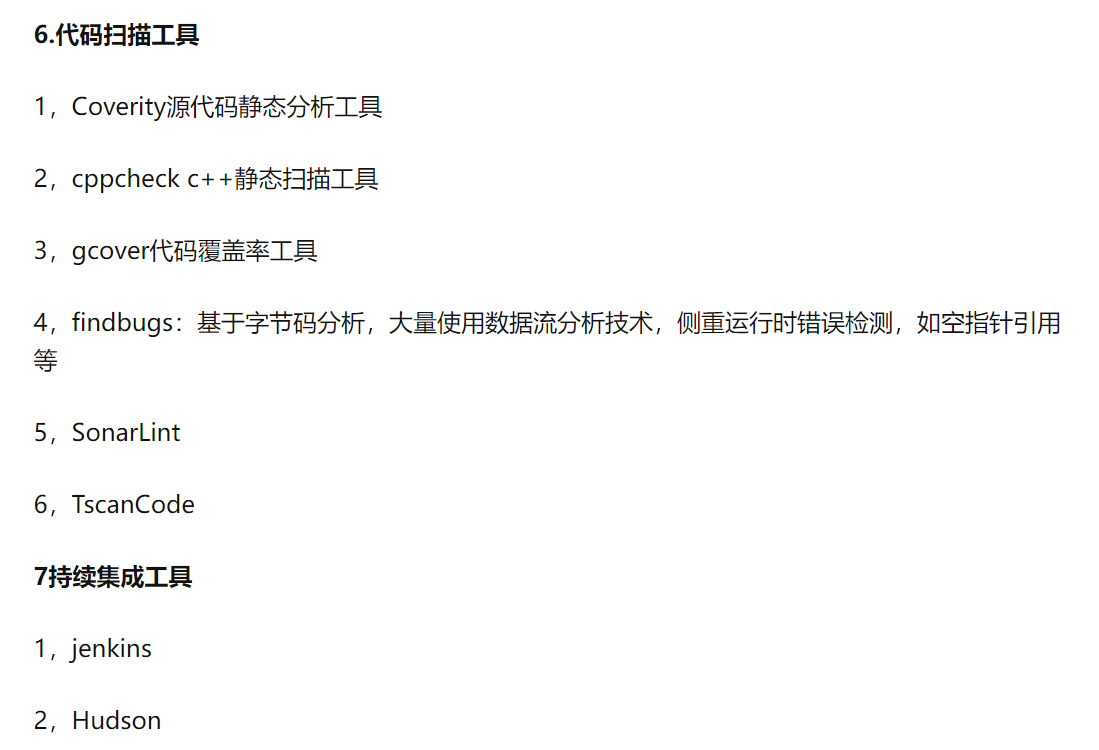 6.代码扫描工具
1，Coverity源代码静态分析工具
2，cppcheck c++静态扫描工具
3，gcover代码覆盖率工具
4，findbugs：基于字节码分析，大量使用数据流分析技术，侧重运行时错误检测，如空指针引用
等
5，SonarLint
6，TscanCode
7持续集成工具
1，jenkins
2，Hudson